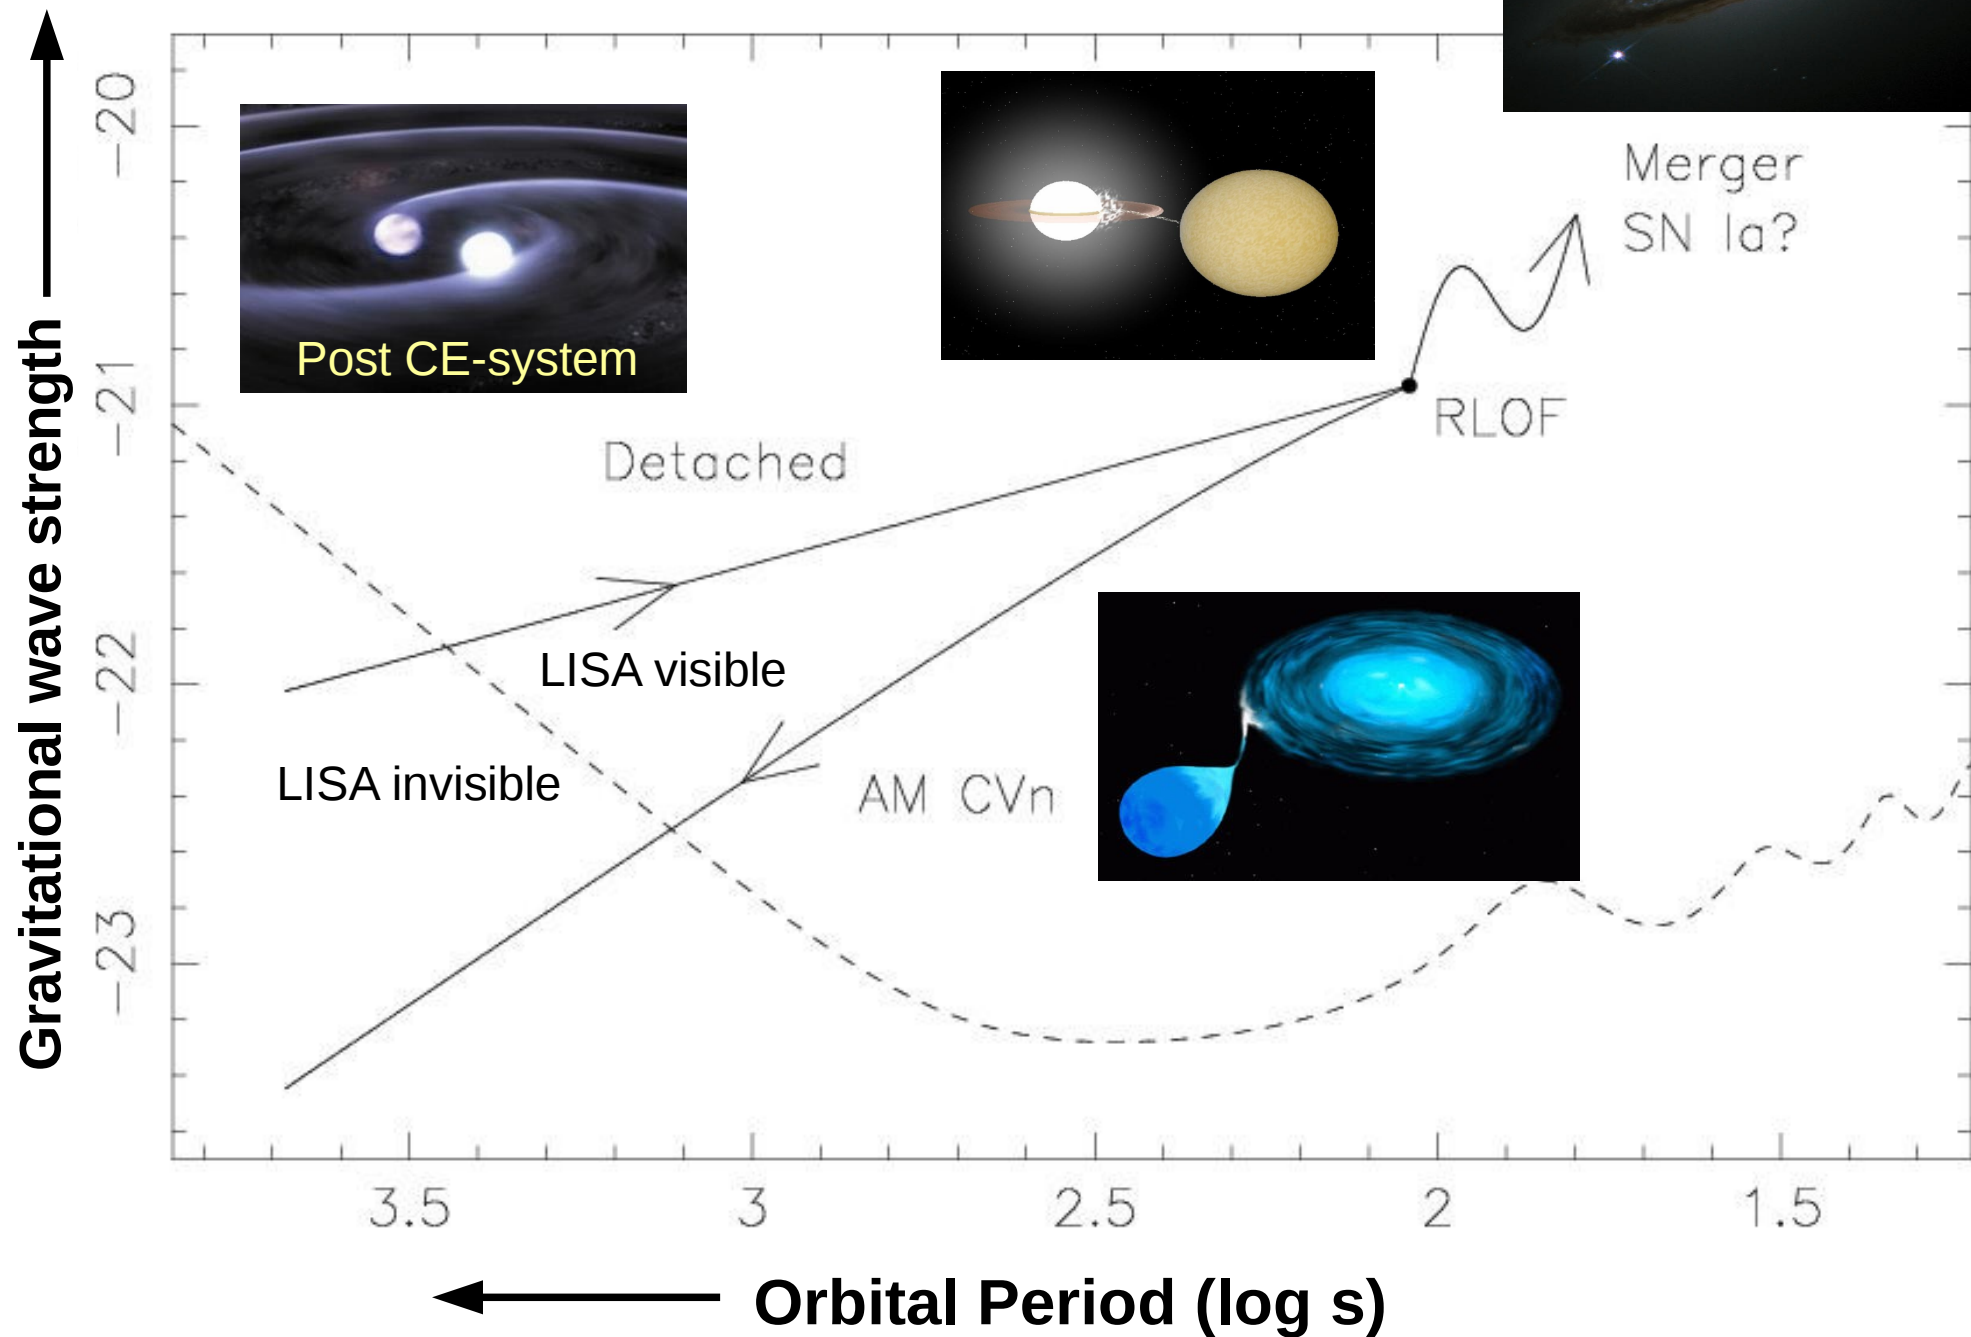 Gravitational wave strength
−20
−21
−22
−23
Post CE-system
Merger
SN Ia?
RLOF
Detached
LISA visible
LISA invisible
AM CVn
3.5
3
2.5
2
1.5
Orbital Period (log s)